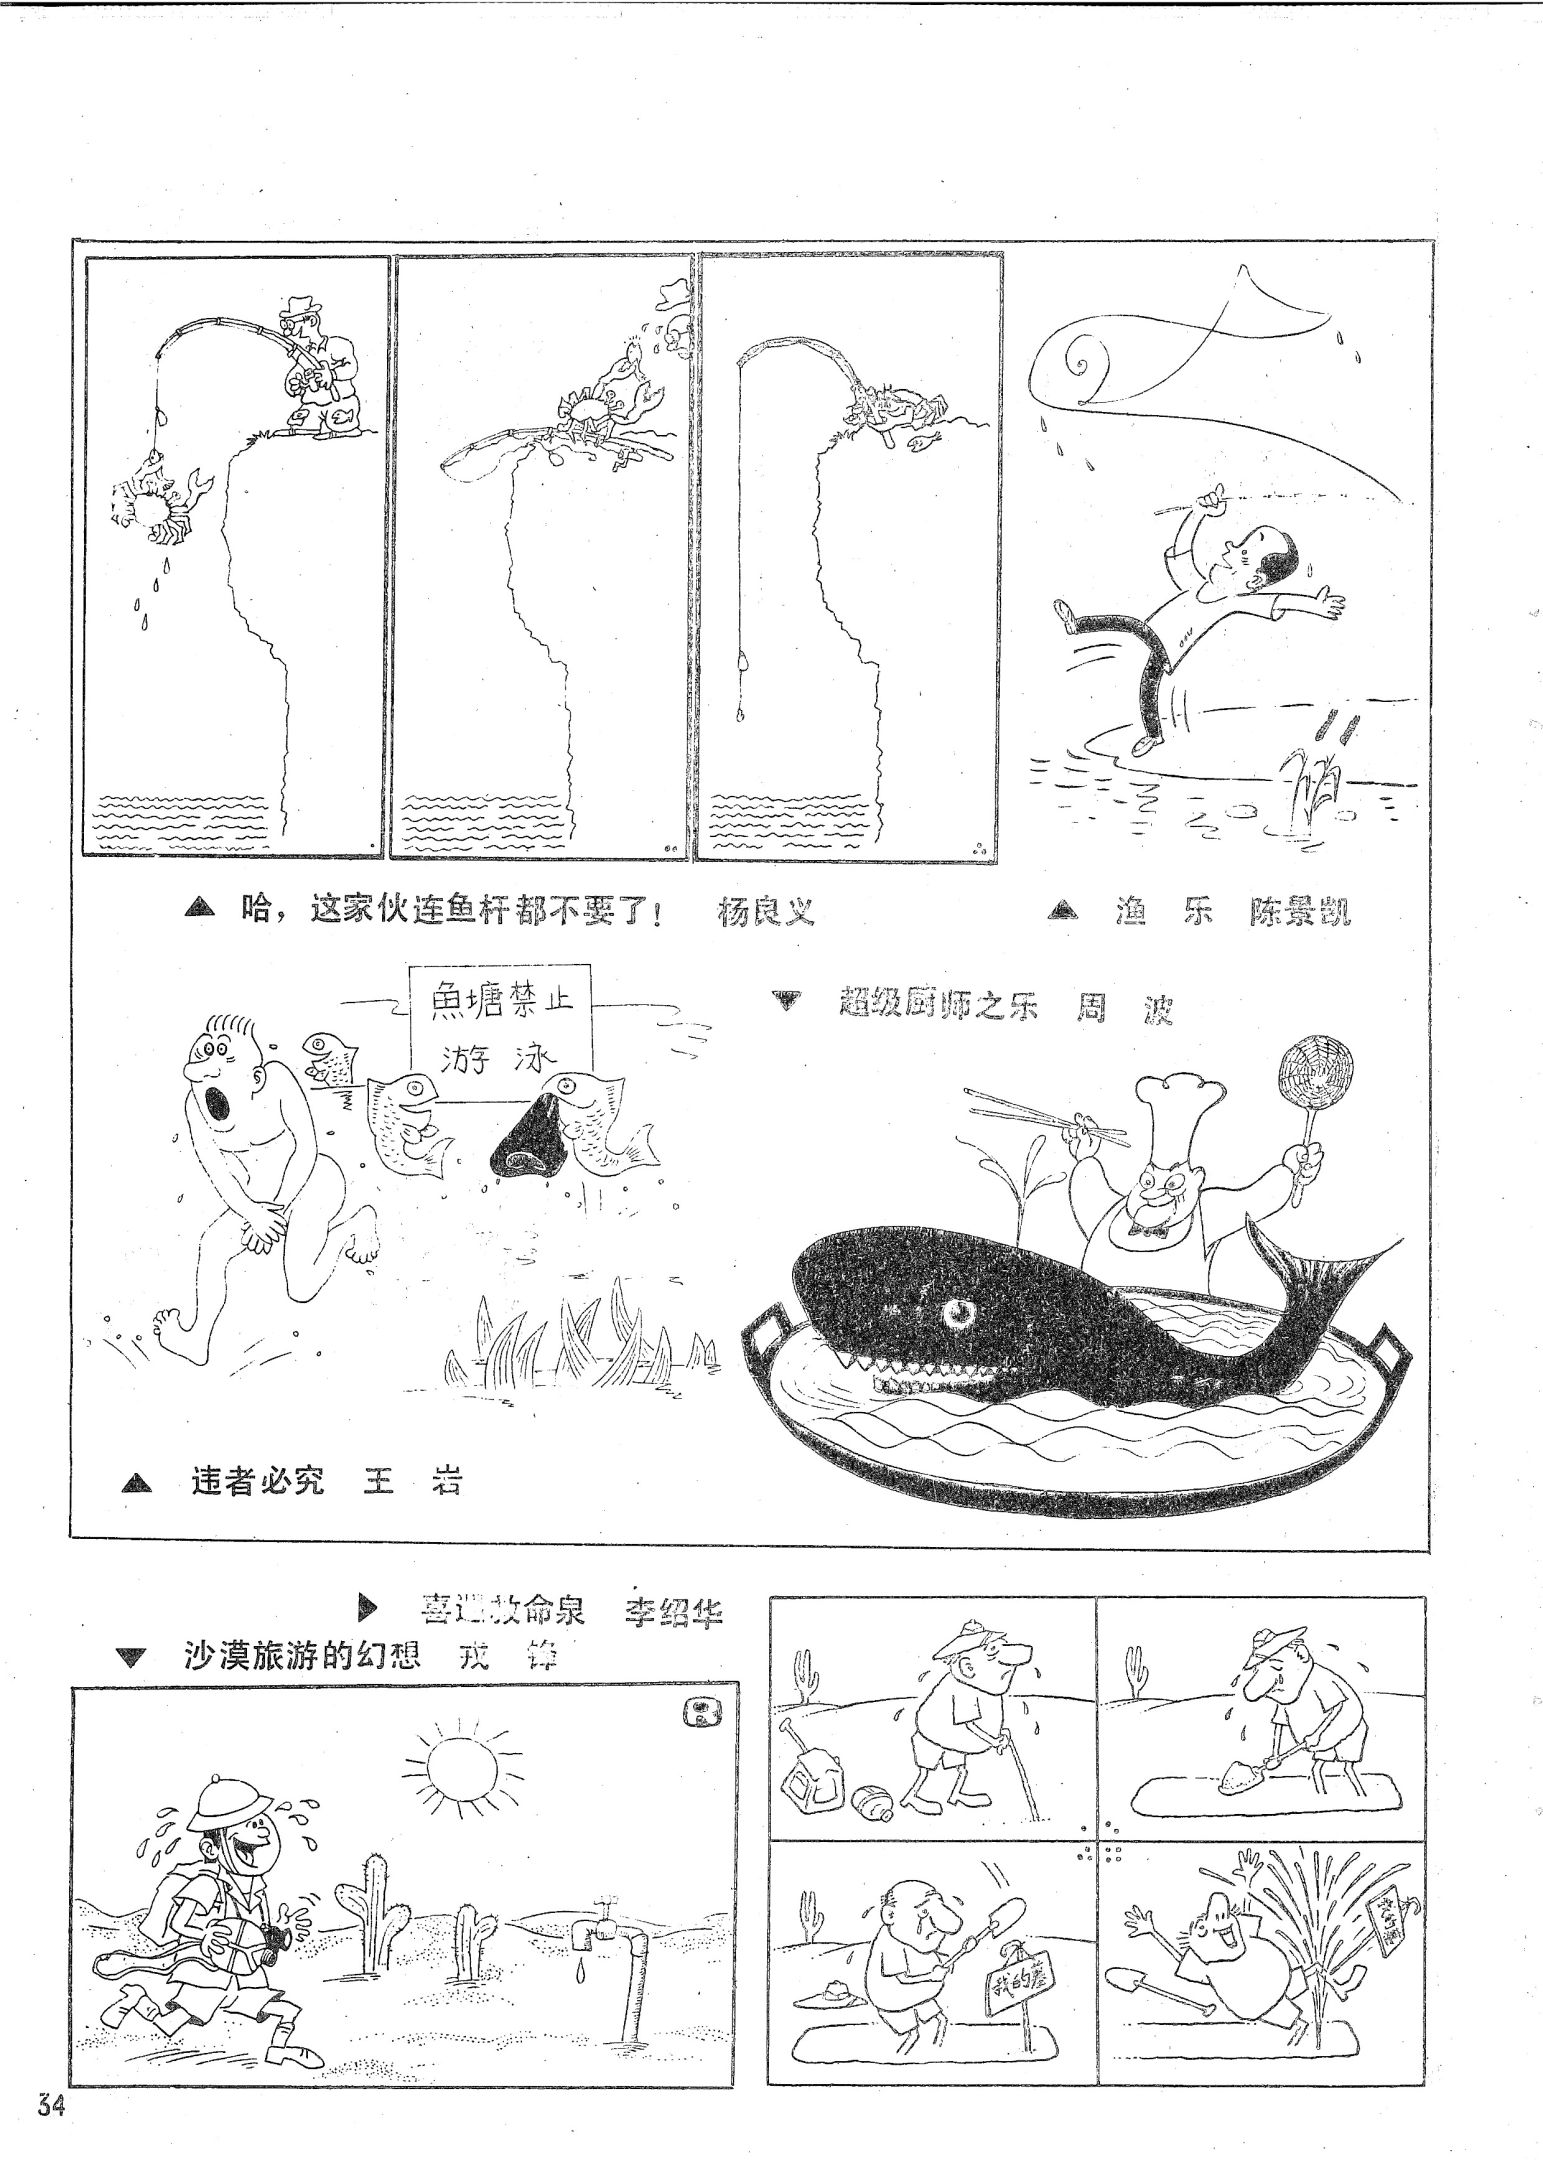 哈，这家伙连鱼杆都不要了！ 杨良义
渔 乐 陈景凯
魚塘禁止
游泳
超级厨师之乐 周 波
违者必究 王 岩
喜遇救命泉 李绍华
沙漠旅游的幻想 戎 锋
我的墓
我的墓
34